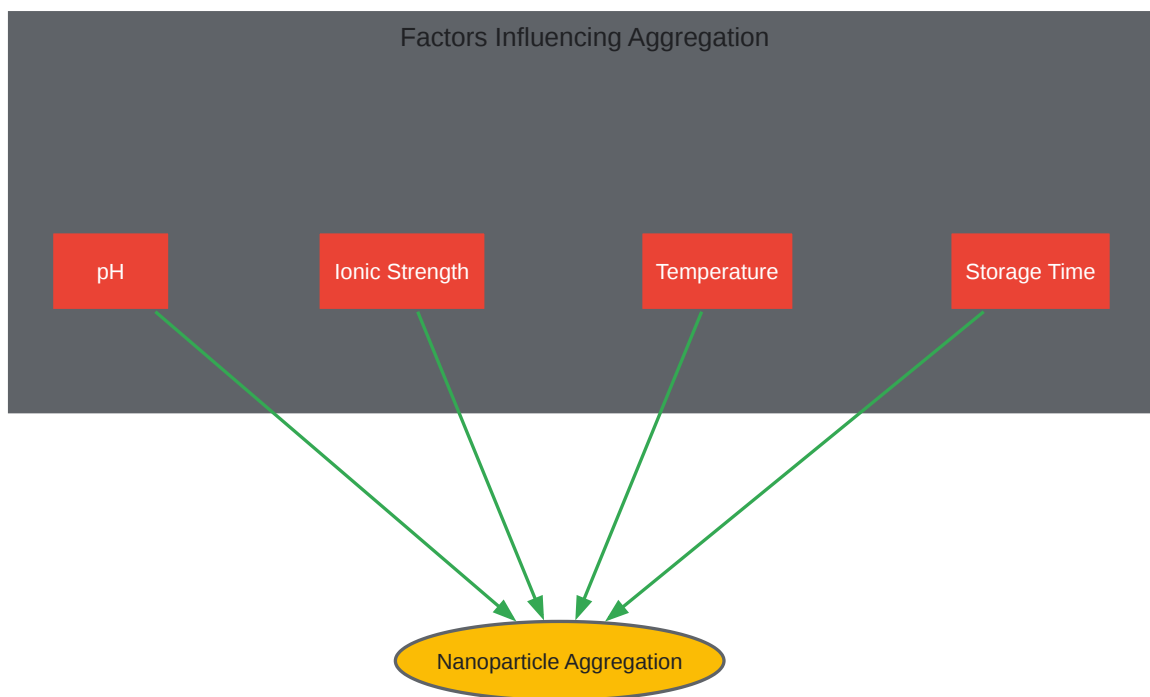 Factors Influencing Aggregation
pH
Ionic Strength
Temperature
Storage Time
Nanoparticle Aggregation